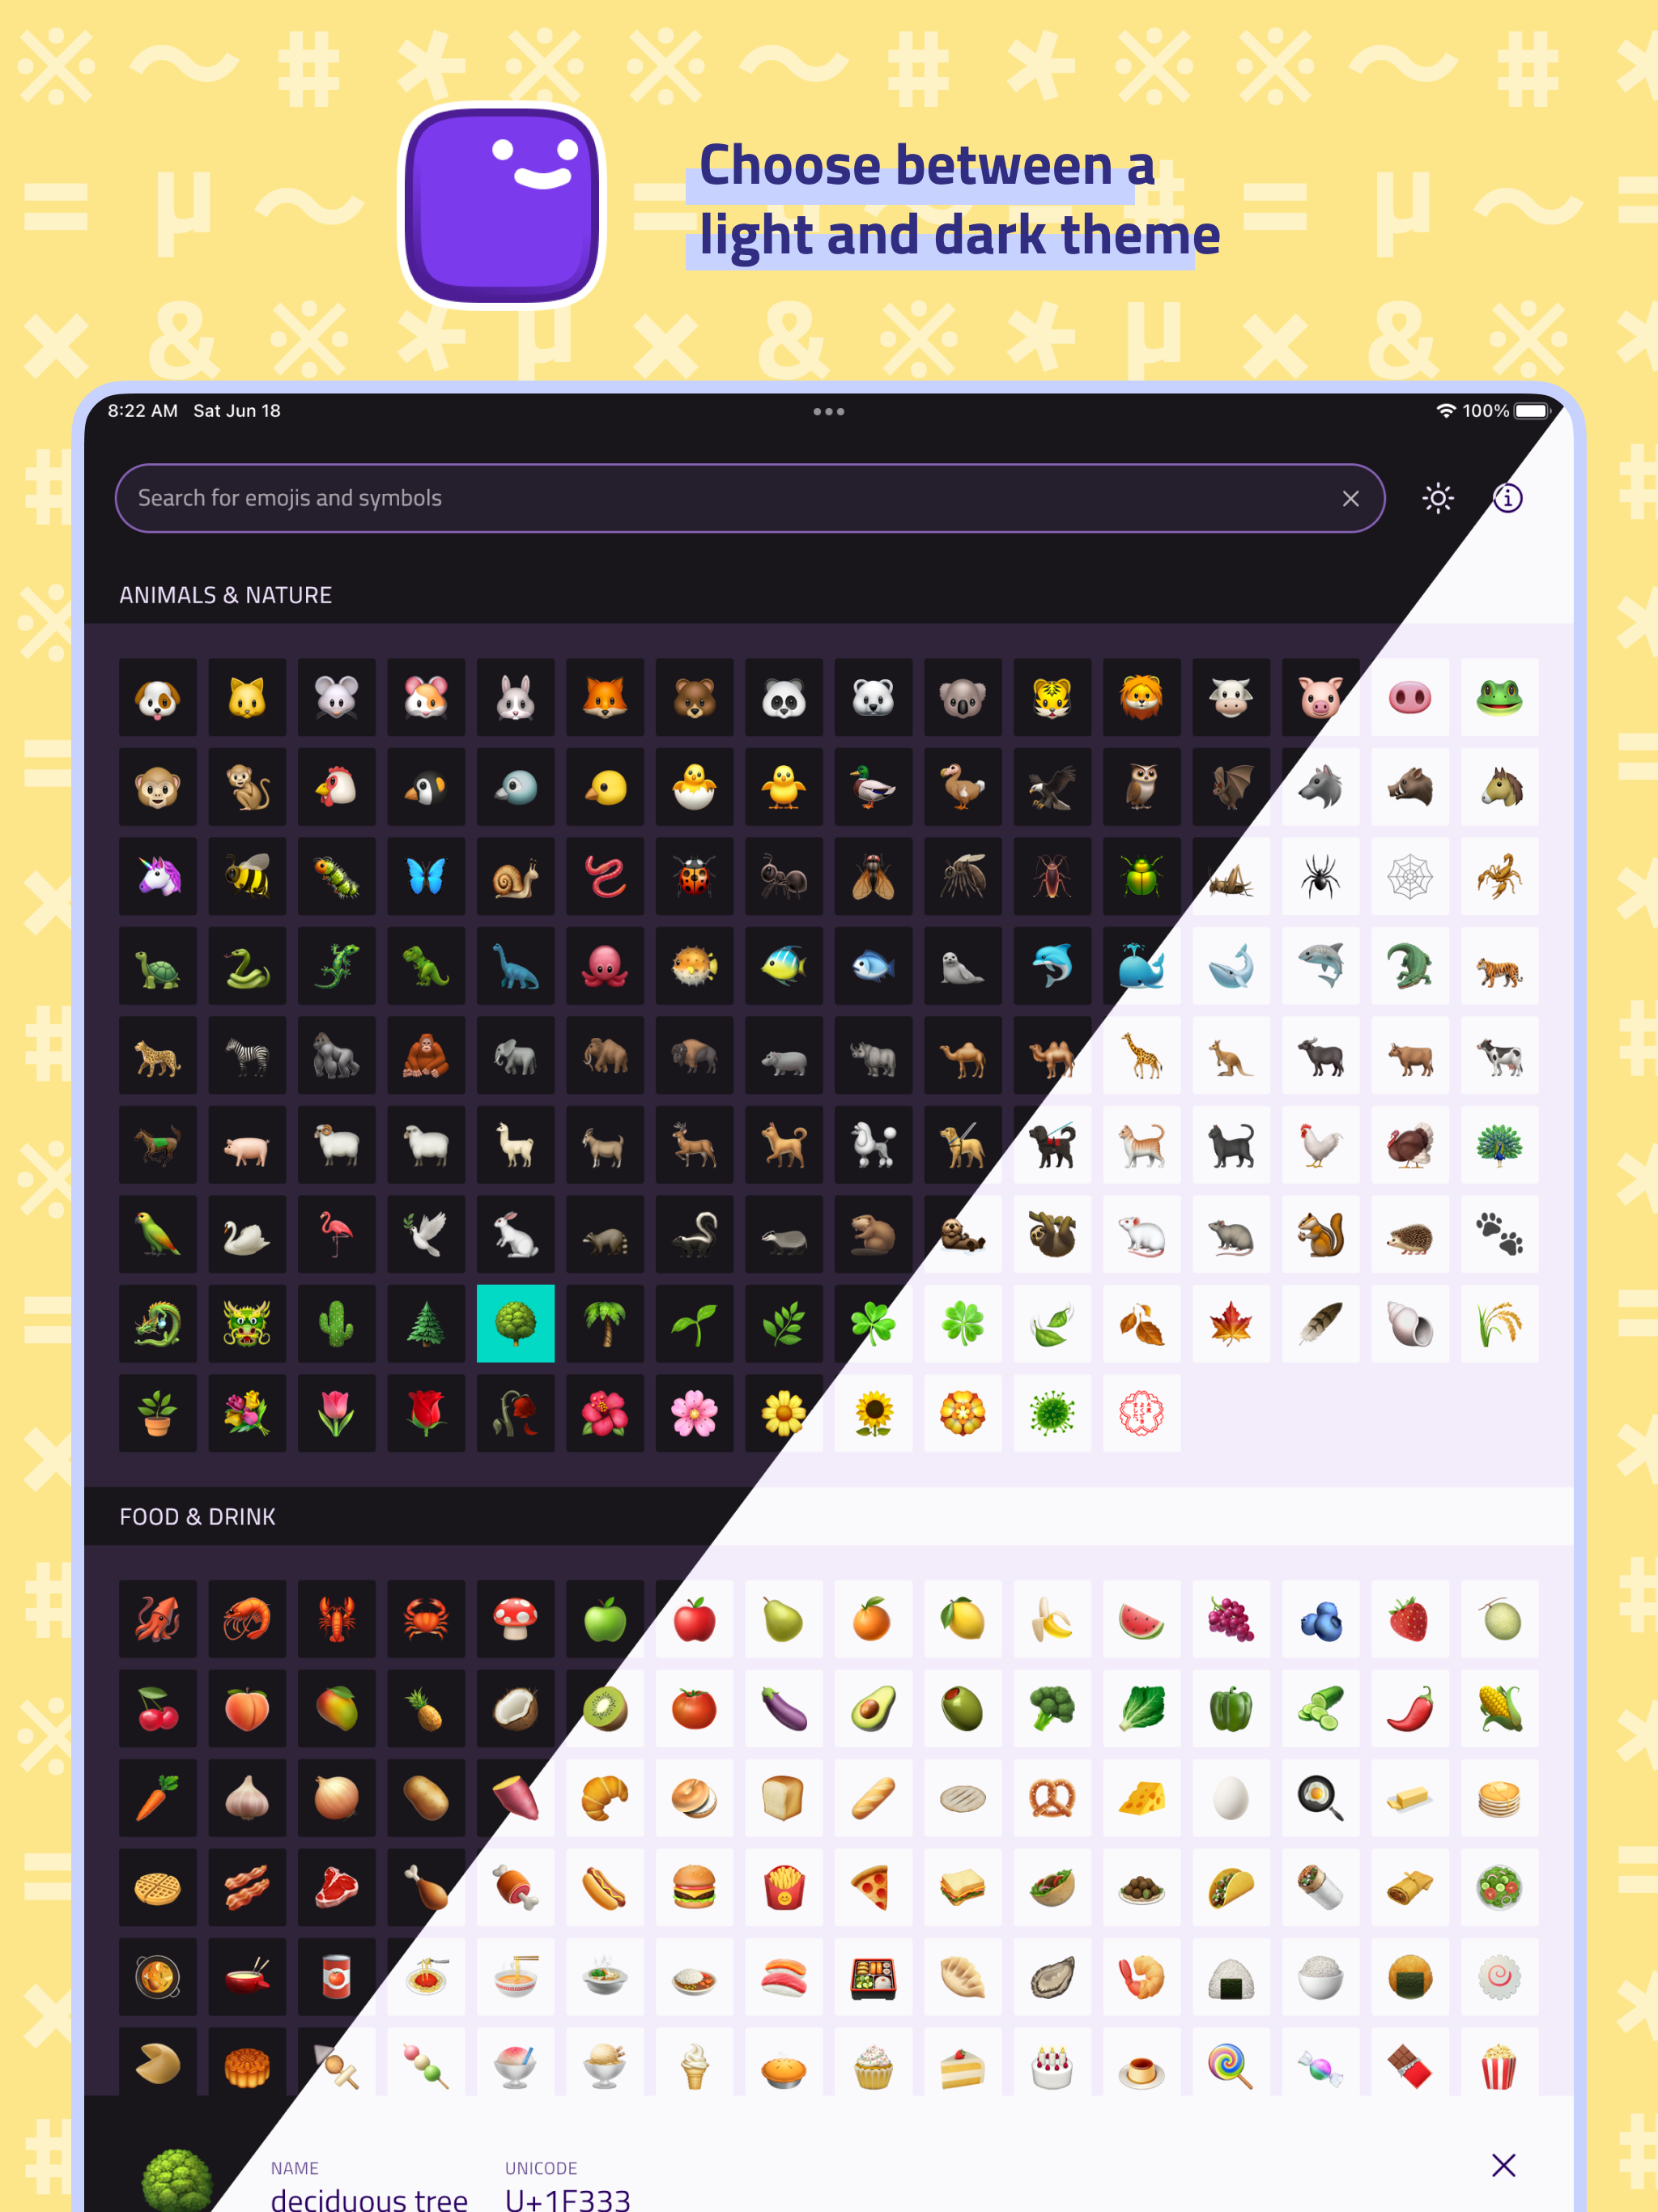 Choose between a
light and dark theme
8:22 AM Sat Jun 18
100%
Search for emojis and symbols
ANIMALS & NATURE
FOOD & DRINK
NAME
UNICODE
deciduous tree
U+1F333